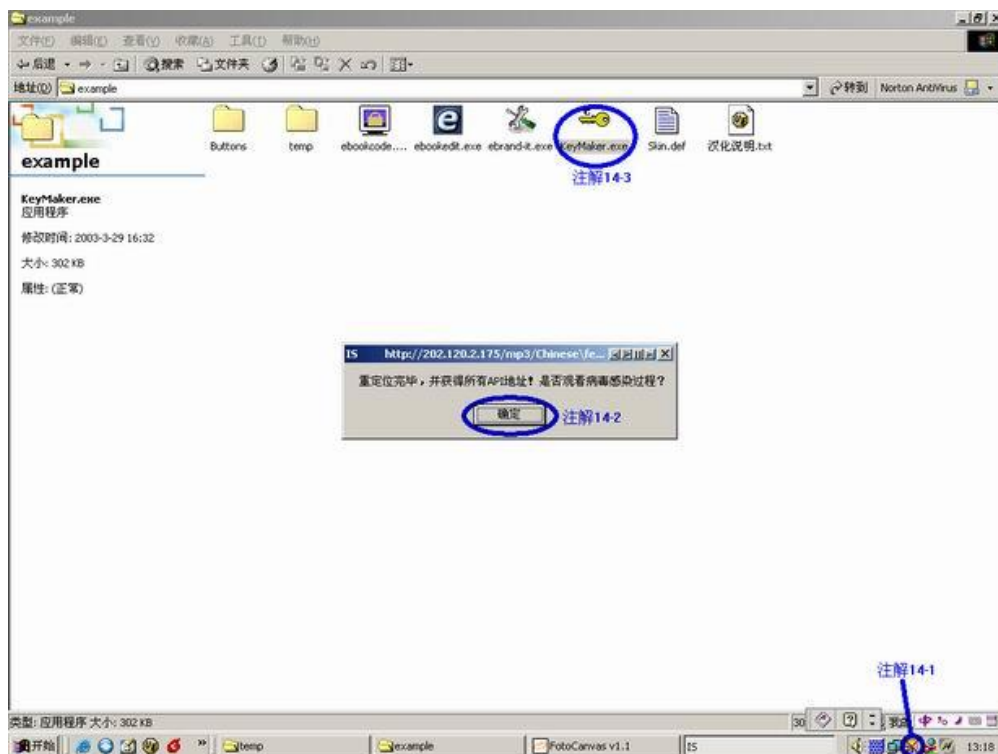 example
文件(F) 编辑(E) 查看(V) 收藏(A) 工具(T) 帮助(H)
后退 搜索 文件夹
地址(D) example 转到 Norton AntiVirus
Buttons temp ebookcode.... ebookedit.exe ebrand-it.exe KeyMaker.exe Skin.def 汉化说明.txt
注解14-3
example
KeyMaker.exe
应用程序
修改时间: 2003-3-29 16:32
大小: 302 KB
属性: (正常)
IS http://202.120.2.175/mp3/Chinese\fe...
重定位完毕，并获得所有API地址! 是否观看病毒感染过程?
确定
注解14-2
注解14-1
类型: 应用程序 大小: 302 KB
开始 temp example FotoCanvas v1.1 IS 13:18